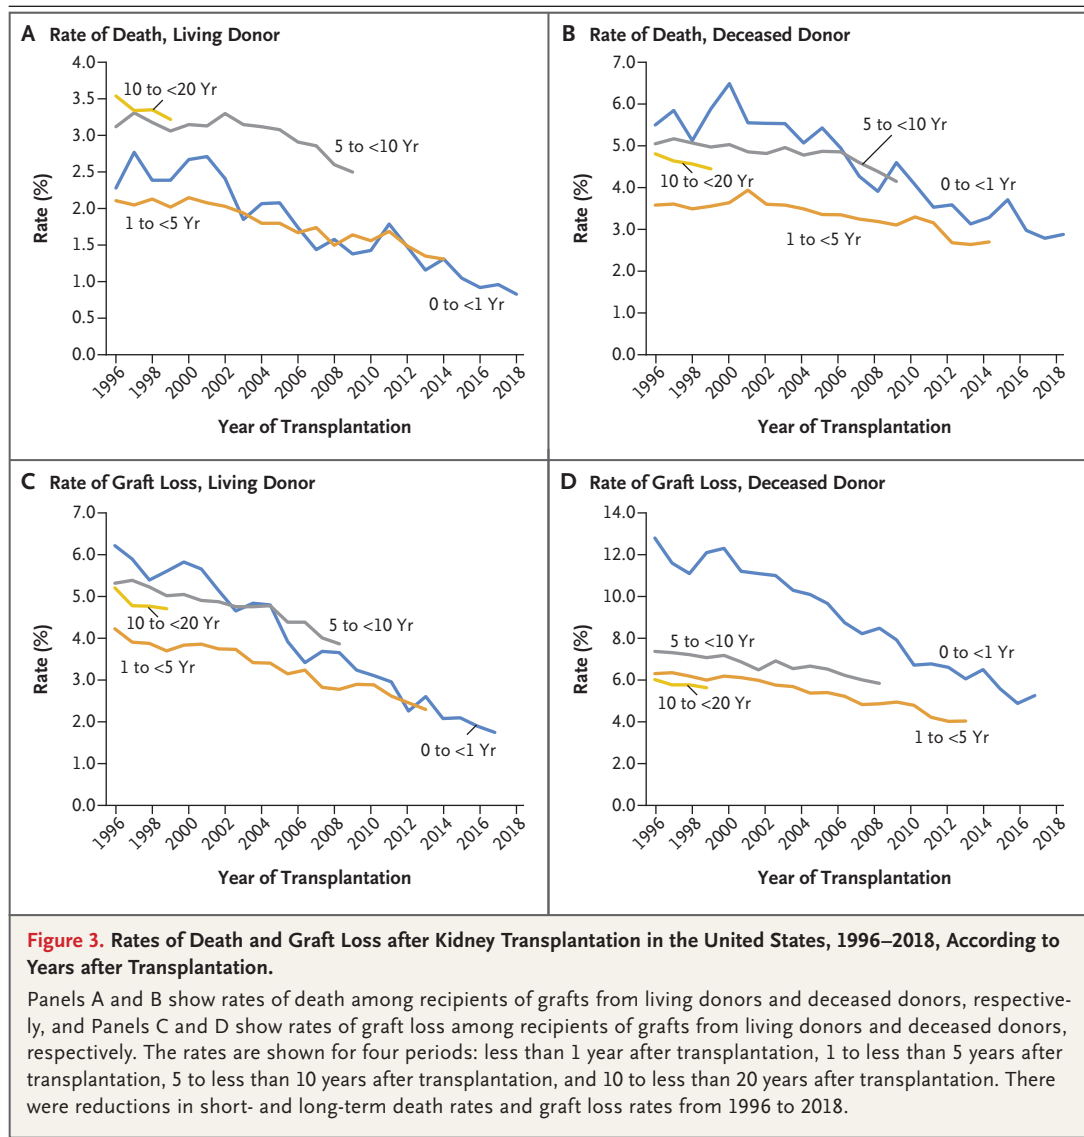 A Rate of Death, Living Donor
4.0
3.5
3.0
2.5
2.0
1.5
1.0
0.5
0.0
Rate (%)
10 to <20 Yr
5 to <10 Yr
1 to <5 Yr
0 to <1 Yr
1996
1998
2000
2002
2004
2006
2008
2010
2012
2014
2016
2018
Year of Transplantation
B Rate of Death, Deceased Donor
7.0
6.0
5.0
4.0
3.0
2.0
1.0
0.0
Rate (%)
5 to <10 Yr
10 to <20 Yr
0 to <1 Yr
1 to <5 Yr
1996
1998
2000
2002
2004
2006
2008
2010
2012
2014
2016
2018
Year of Transplantation
C Rate of Graft Loss, Living Donor
7.0
6.0
5.0
4.0
3.0
2.0
1.0
0.0
Rate (%)
10 to <20 Yr
5 to <10 Yr
1 to <5 Yr
0 to <1 Yr
1996
1998
2000
2002
2004
2006
2008
2010
2012
2014
2016
2018
Year of Transplantation
D Rate of Graft Loss, Deceased Donor
14.0
12.0
10.0
8.0
6.0
4.0
2.0
0.0
Rate (%)
5 to <10 Yr
0 to <1 Yr
10 to <20 Yr
1 to <5 Yr
1996
1998
2000
2002
2004
2006
2008
2010
2012
2014
2016
2018
Year of Transplantation
Figure 3. Rates of Death and Graft Loss after Kidney Transplantation in the United States, 1996–2018, According to
Years after Transplantation.
Panels A and B show rates of death among recipients of grafts from living donors and deceased donors, respective-
ly, and Panels C and D show rates of graft loss among recipients of grafts from living donors and deceased donors,
respectively. The rates are shown for four periods: less than 1 year after transplantation, 1 to less than 5 years after
transplantation, 5 to less than 10 years after transplantation, and 10 to less than 20 years after transplantation. There
were reductions in short- and long-term death rates and graft loss rates from 1996 to 2018.